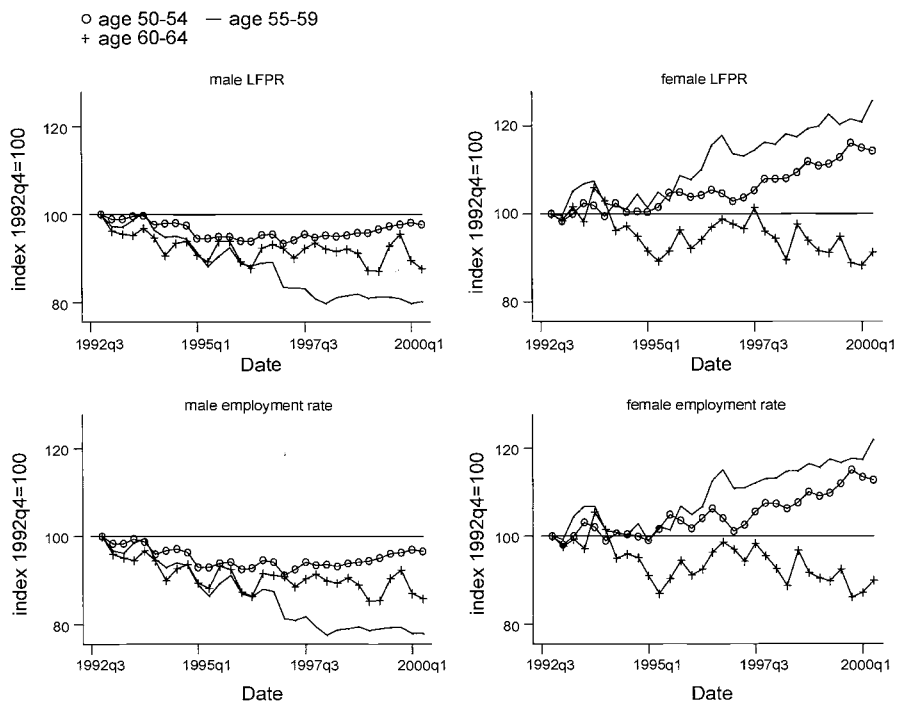 age 50-54 age 55-59
age 60-64
male LFPR
index 1992q4=100
120
100
80
1992q3 1995q1 1997q3 2000q1
Date
female LFPR
index 1992q4=100
120
100
80
1992q3 1995q1 1997q3 2000q1
Date
male employment rate
index 1992q4=100
120
100
80
1992q3 1995q1 1997q3 2000q1
Date
female employment rate
index 1992q4=100
120
100
80
1992q3 1995q1 1997q3 2000q1
Date